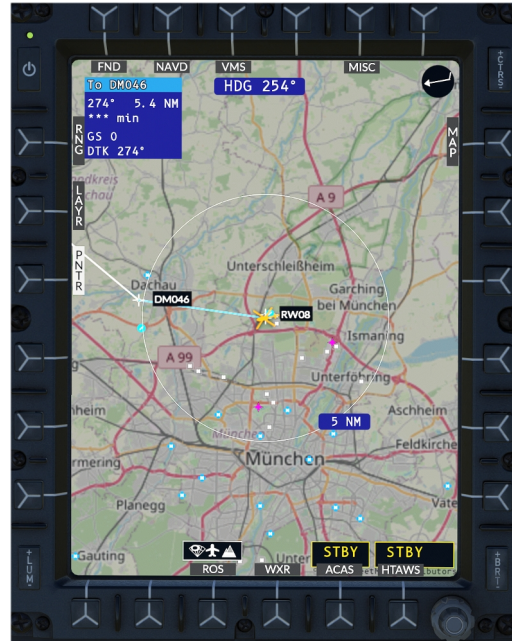 CTRS
FND
NAVD
VMS
MISC
To DM046
274° 5.4 NM
*** min
GS 0
DTK 274°
HDG 254°
RNG
MAP
LAYR
PNTR
A 9
Unterschleißheim
Dachau
DM046
RW08
Garching
bei München
Ismaning
A 99
Unterföhring
5 NM
Aschheim
Feldkirche
München
München
Planegg
Gauting
STBY
STBY
LUM
BRT
ROS
WXR
ACAS
HTAWS